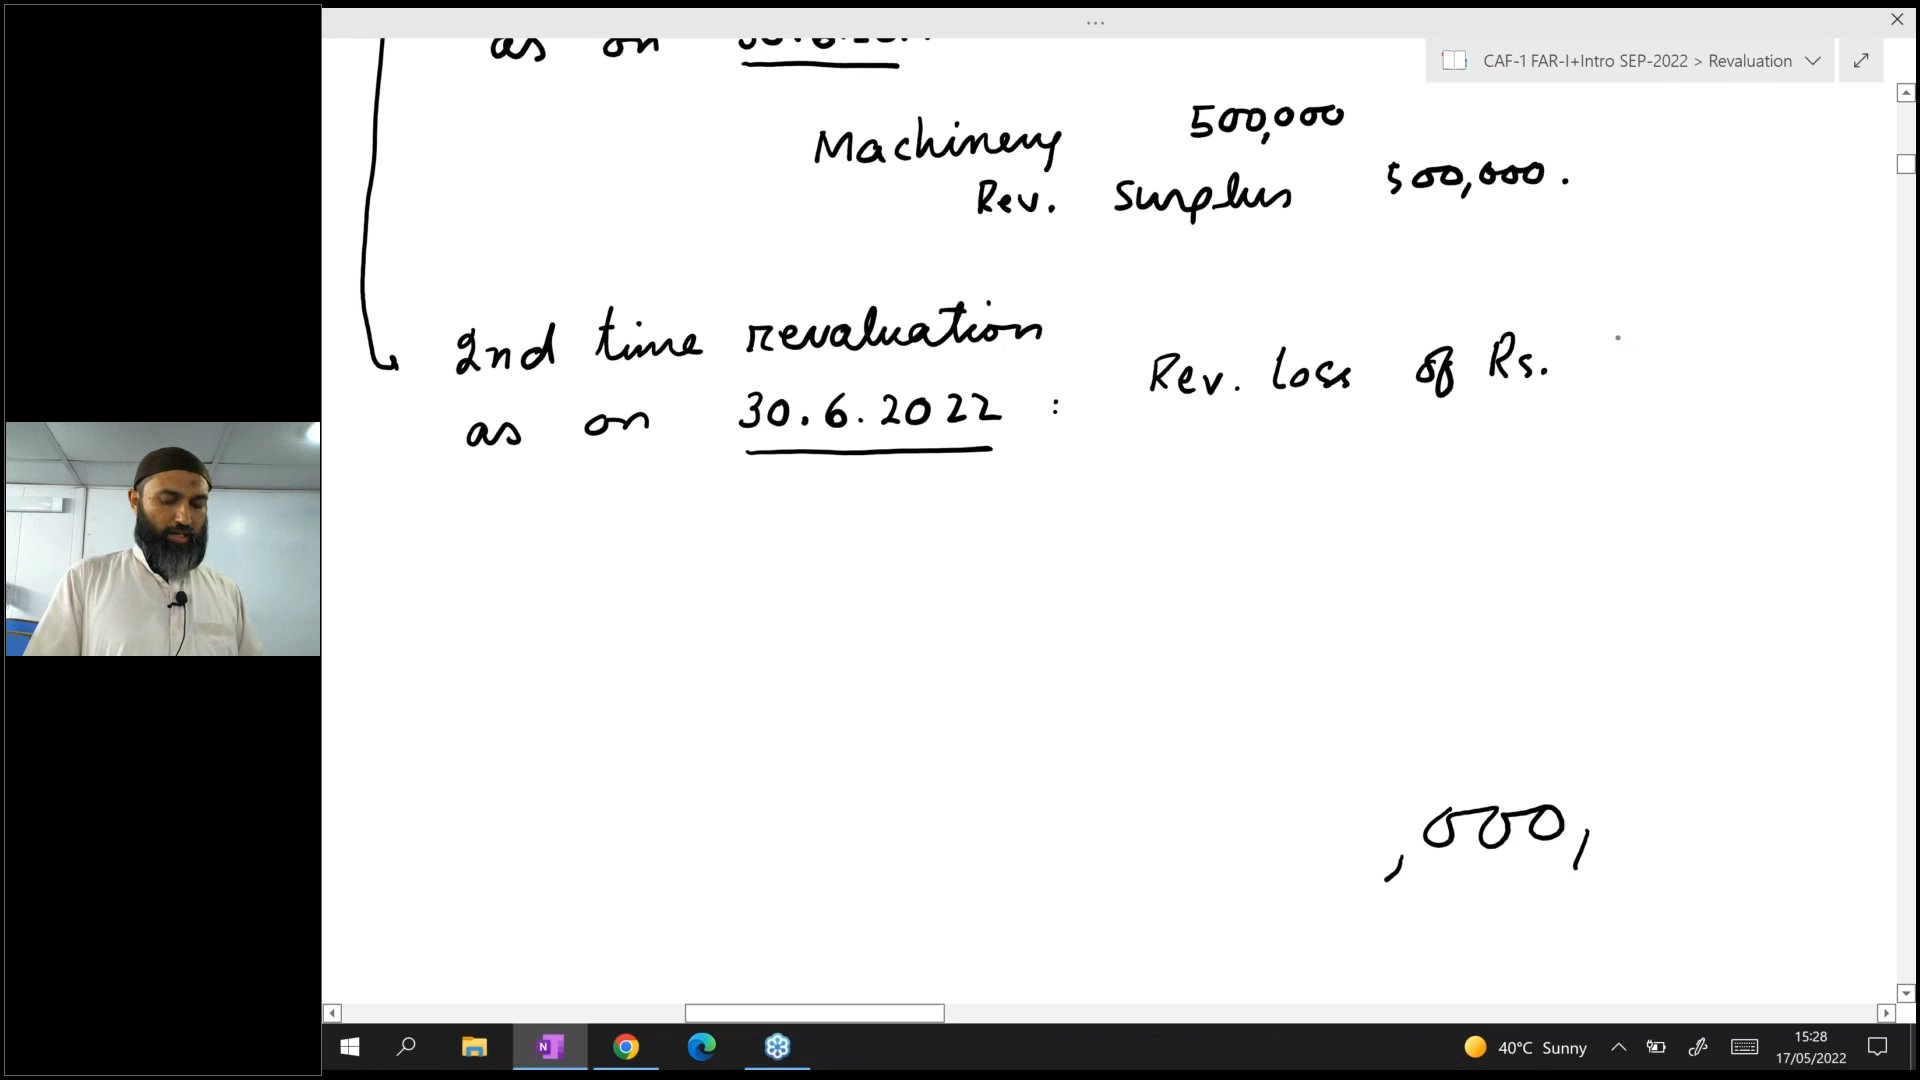 ...
CAF-1 FAR-I+Intro SEP-2022 > Revaluation
as on
Machinery 500,000
Rev. Surplus 500,000.
2nd time revaluation
as on 30.6.2022 :
Rev. Loss of Rs.
,000,
N
40°C Sunny
15:28
17/05/2022